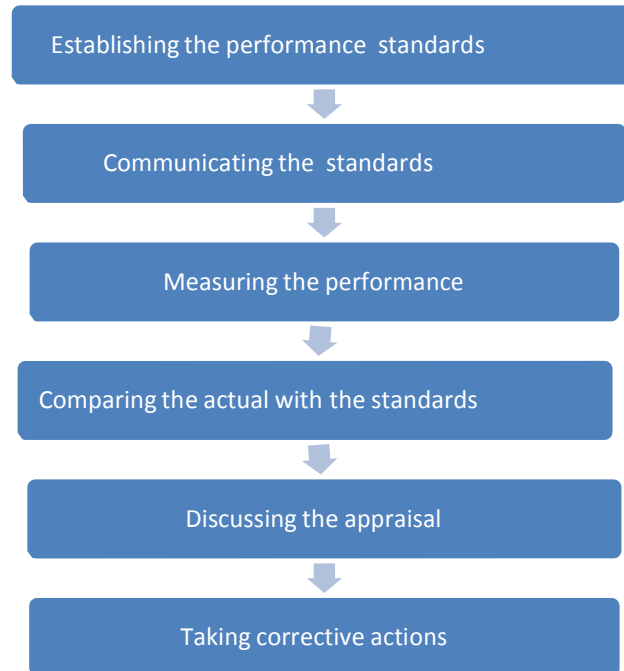 Establishing the performance standards
Communicating the standards
Measuring the performance
Comparing the actual with the standards
Discussing the appraisal
Taking corrective actions